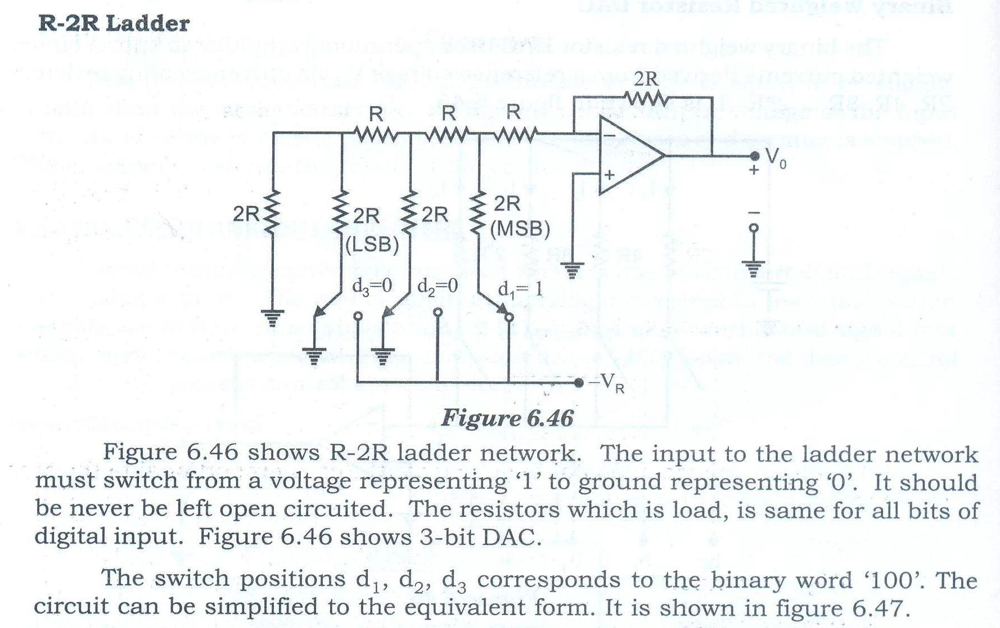 R-2R Ladder
2R
R R R
− V₀
+ +
2R 2R 2R 2R −
(LSB) (MSB)
d₃=0 d₂=0 d₁= 1
−V_R
Figure 6.46
Figure 6.46 shows R-2R ladder network. The input to the ladder network
must switch from a voltage representing ‘1’ to ground representing ‘0’. It should
be never be left open circuited. The resistors which is load, is same for all bits of
digital input. Figure 6.46 shows 3-bit DAC.
The switch positions d₁, d₂, d₃ corresponds to the binary word ‘100’. The
circuit can be simplified to the equivalent form. It is shown in figure 6.47.